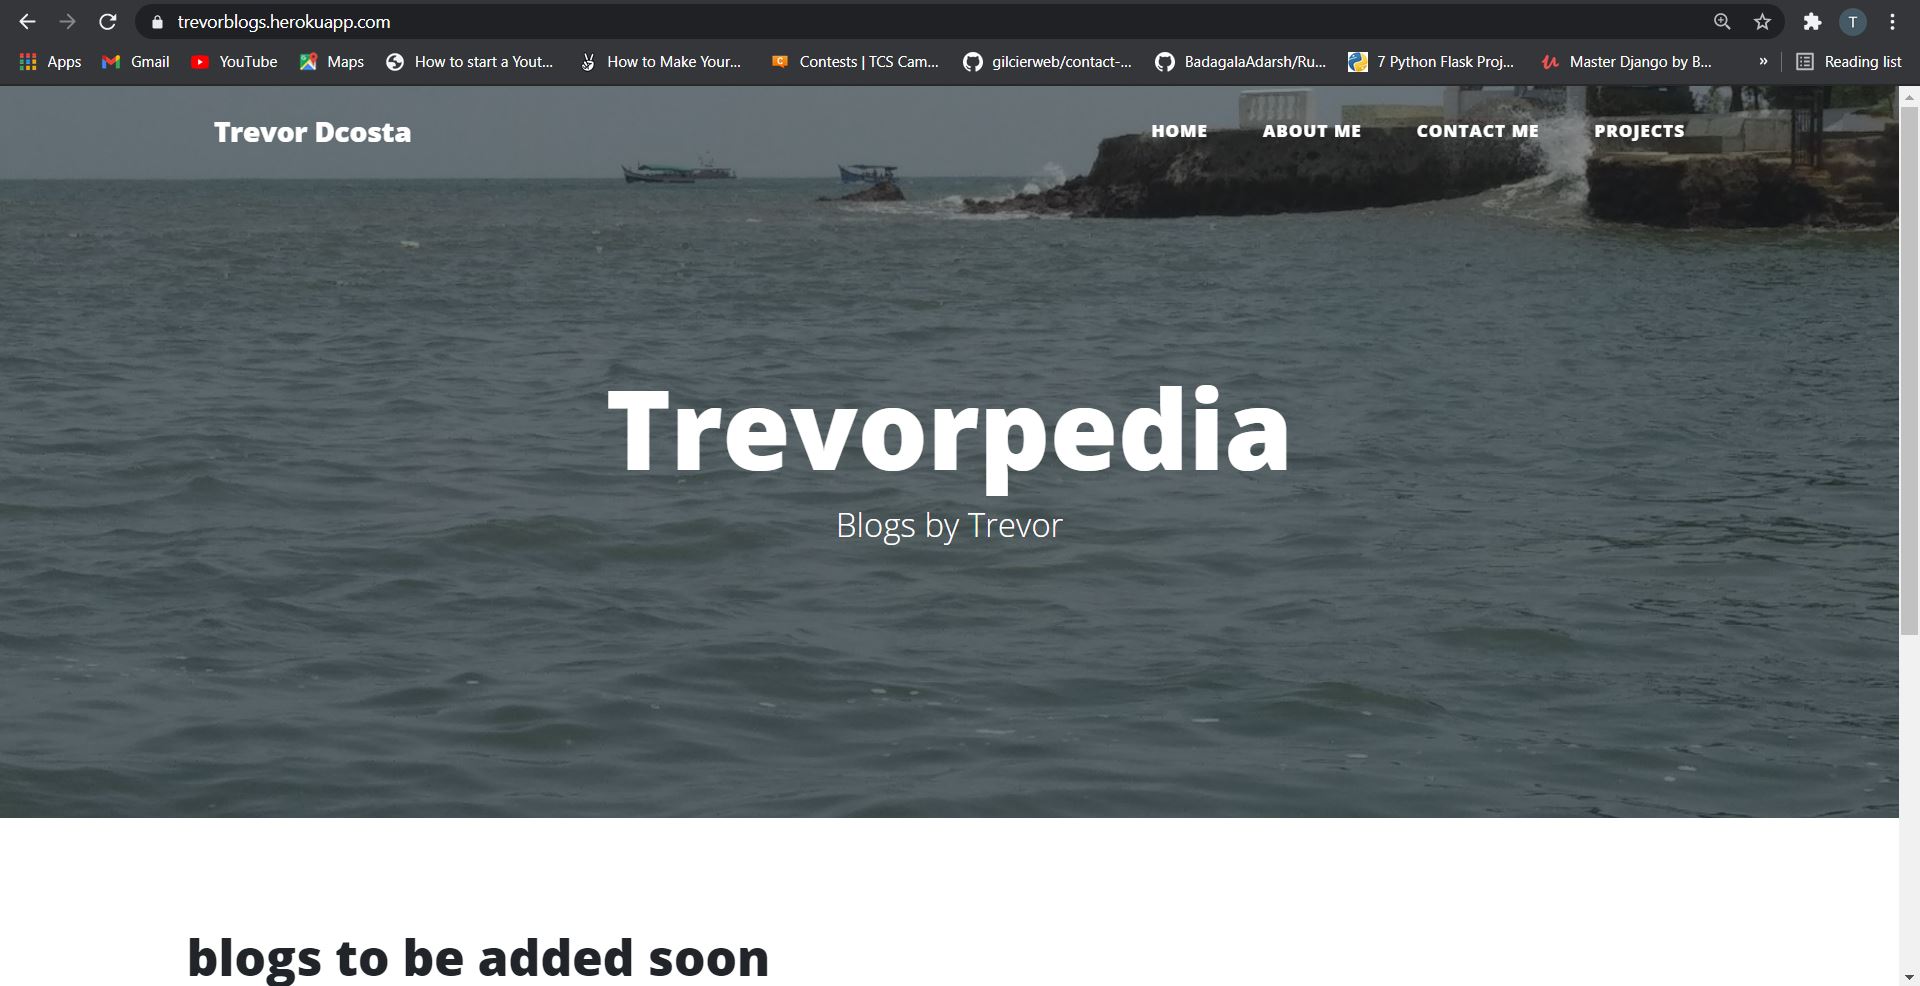 trevorblogs.herokuapp.com
T
Apps
Gmail
YouTube
Maps
How to start a Yout...
How to Make Your...
Contests | TCS Cam...
gilcierweb/contact-...
BadagalaAdarsh/Ru...
7 Python Flask Proj...
Master Django by B...
»
Reading list
Trevor Dcosta
HOME
ABOUT ME
CONTACT ME
PROJECTS
Trevorpedia
Blogs by Trevor
blogs to be added soon